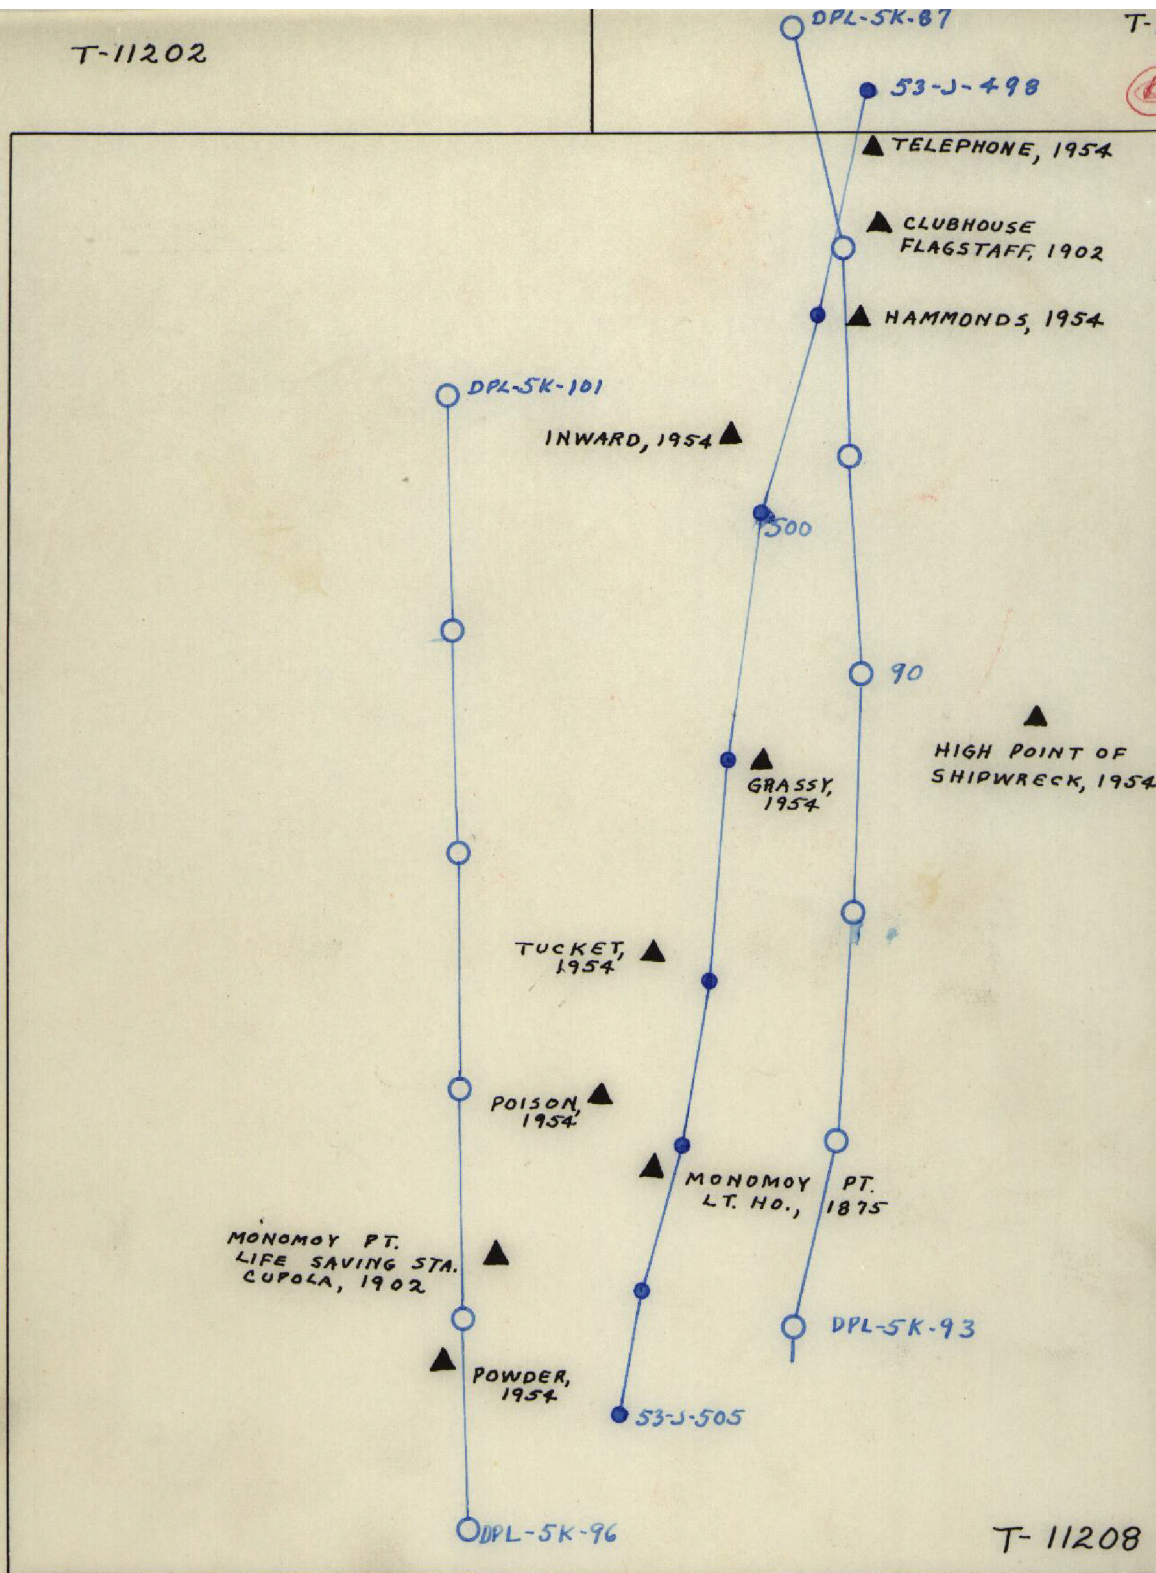 T-11202
DPL-5K-87
T-
53-J-498
TELEPHONE, 1954
CLUBHOUSE
FLAGSTAFF, 1902
HAMMONDS, 1954
DPL-5K-101
INWARD, 1954
500
90
HIGH POINT OF
SHIPWRECK, 1954
GRASSY,
1954
TUCKET,
1954
POISON,
1954
MONOMOY PT.
LT. HO., 1875
MONOMOY PT.
LIFE SAVING STA.
CUPOLA, 1902
DPL-5K-93
POWDER,
1954
53-J-505
DPL-5K-96
T-11208